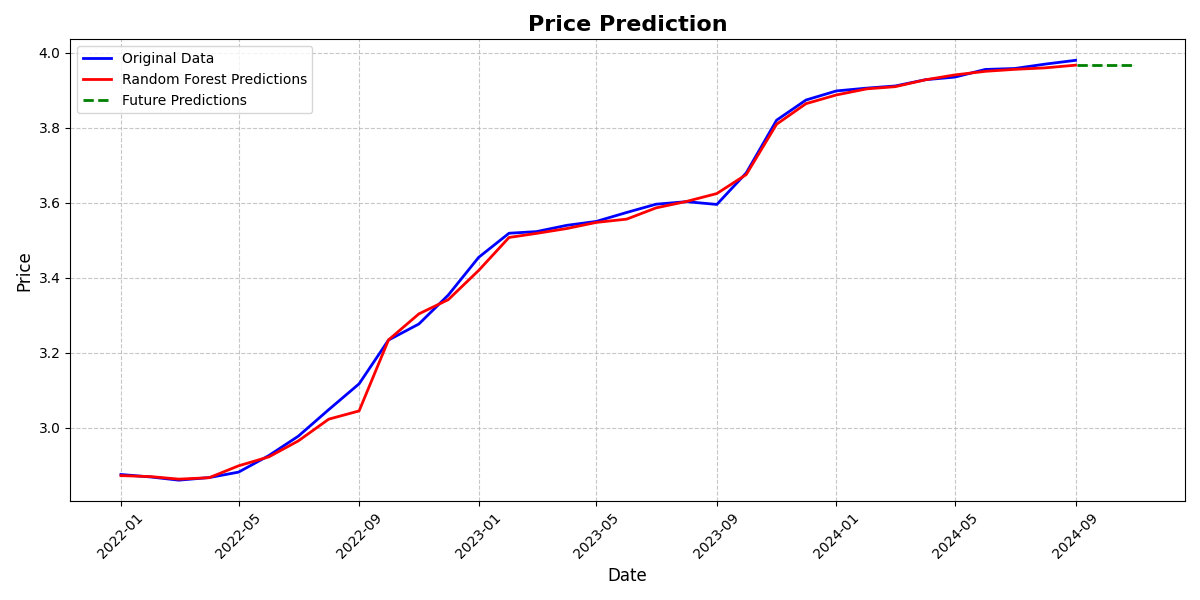 Price Prediction
Original Data
Random Forest Predictions
Future Predictions
Price
4.0
3.8
3.6
3.4
3.2
3.0
2022-01
2022-05
2022-09
2023-01
2023-05
2023-09
2024-01
2024-05
2024-09
Date